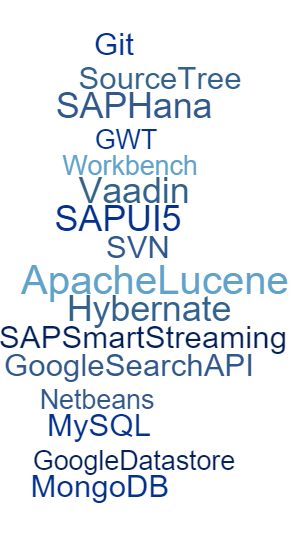 Git
SourceTree
SAPHana
GWT
Workbench
Vaadin
SAPUI5
SVN
ApacheLucene
Hybernate
SAPSmartStreaming
GoogleSearchAPI
Netbeans
MySQL
GoogleDatastore
MongoDB